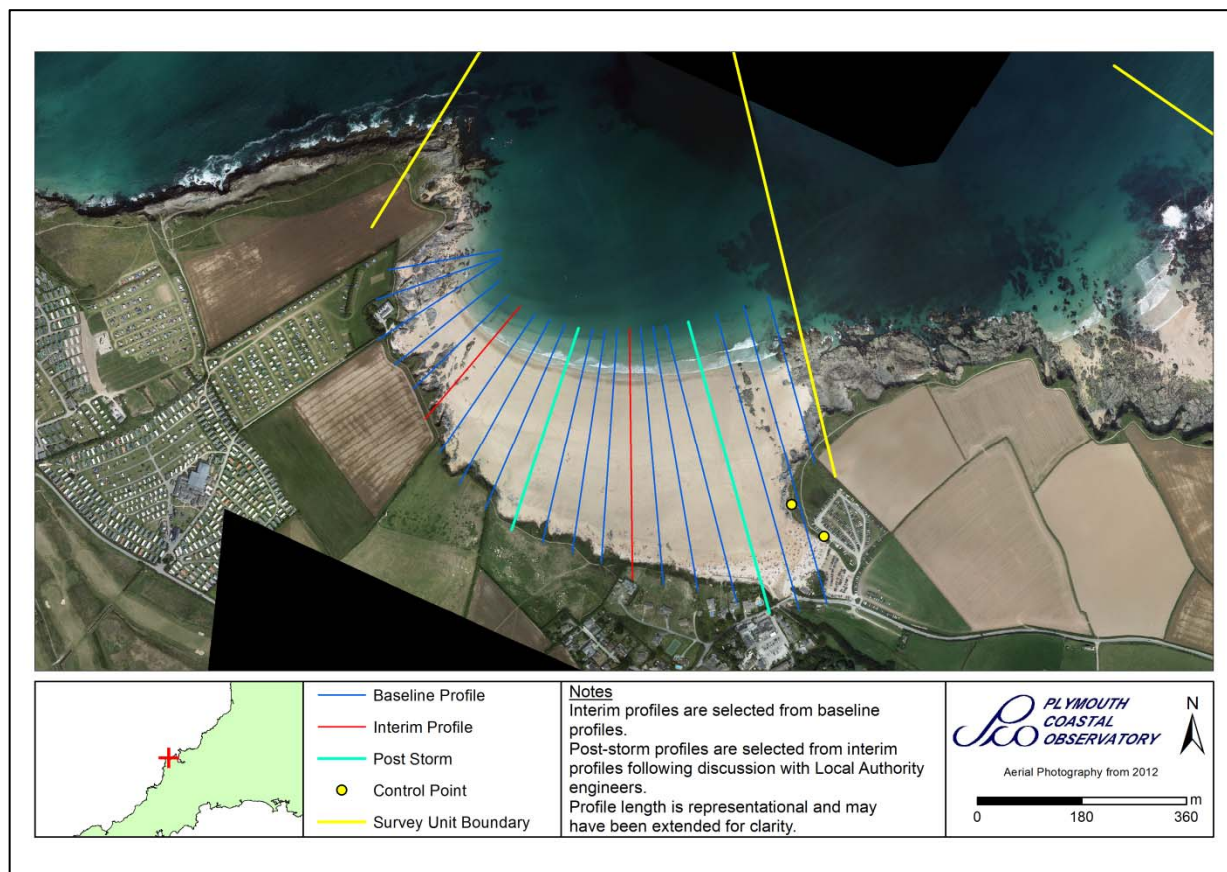 Baseline Profile
Interim Profile
Post Storm
Control Point
Survey Unit Boundary
Notes
Interim profiles are selected from baseline
profiles.
Post-storm profiles are selected from interim
profiles following discussion with Local Authority
engineers.
Profile length is representational and may
have been extended for clarity.
PLYMOUTH
COASTAL
OBSERVATORY
N
Aerial Photography from 2012
m
0 180 360